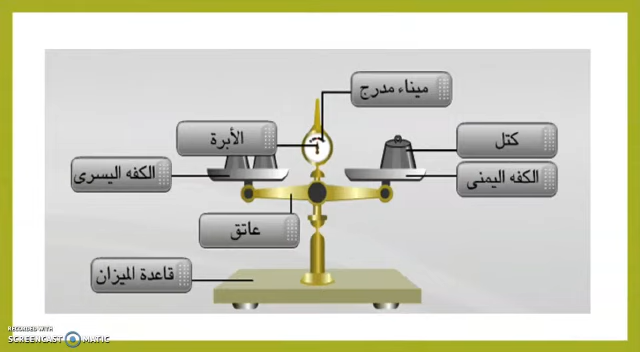 ميناء مدرج
الأبرة
كتل
الكفه اليسرى
الكفه اليمنى
عاتق
قاعدة الميزان
RECORDED WITH
SCREENCAST MATIC